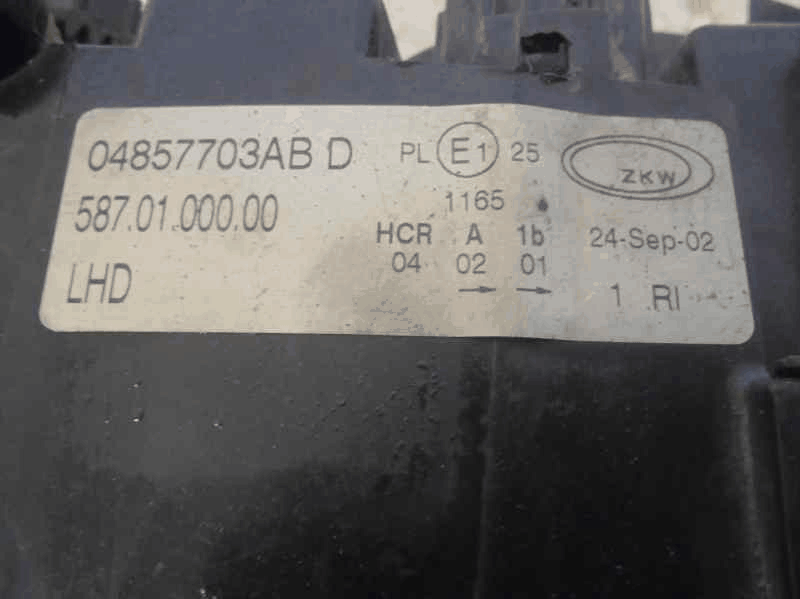 04857703AB D
587.01.000.00
LHD
PL E1 25
1165
HCR A 1b
04 02 01
→ →
ZKW
24-Sep-02
1 RI